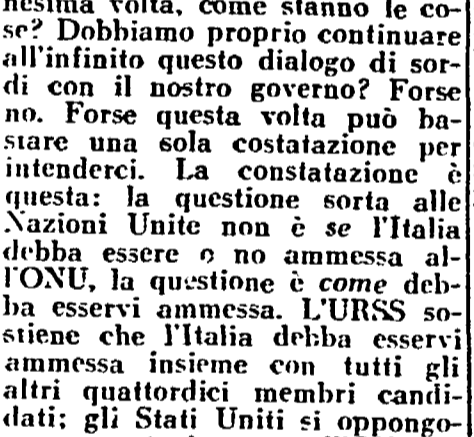 nesima volta, come stanno le co-
se? Dobbiamo proprio continuare
all'infinito questo dialogo di sor-
di con il nostro governo? Forse
no. Forse questa volta può ba-
stare una sola costatazione per
intenderci. La constatazione è
questa: la questione sorta alle
Nazioni Unite non è se l'Italia
debba essere o no ammessa al-
l'ONU, la questione è come deb-
ba esservi ammessa. L'URSS so-
stiene che l'Italia debba esservi
ammessa insieme con tutti gli
altri quattordici membri candi-
dati; gli Stati Uniti si oppongo-